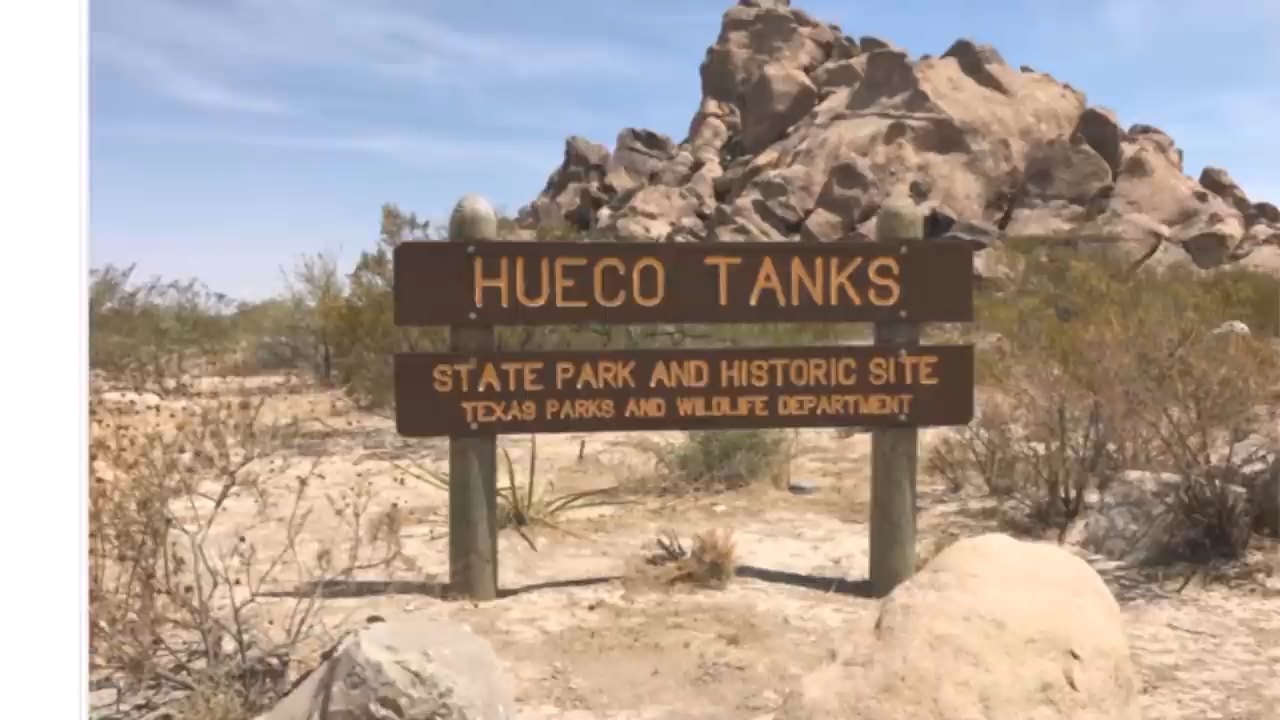 HUECO TANKS
STATE PARK AND HISTORIC SITE
TEXAS PARKS AND WILDLIFE DEPARTMENT